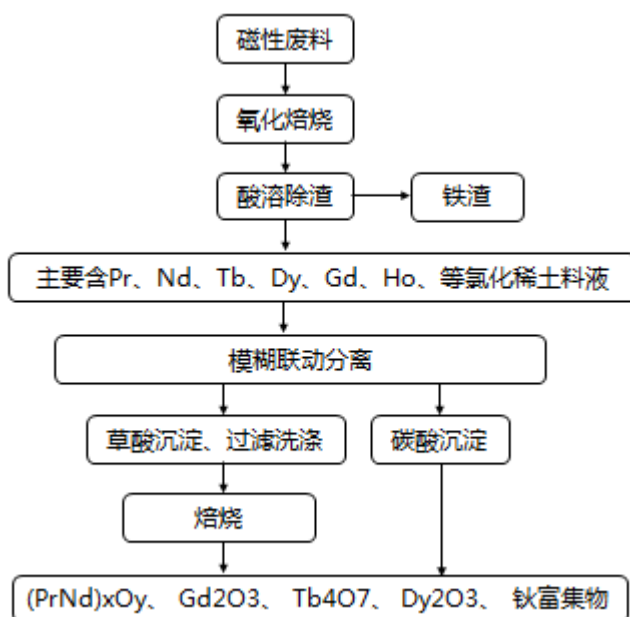 磁性废料
氧化焙烧
酸溶除渣
铁渣
主要含Pr、Nd、Tb、Dy、Gd、Ho、等氯化稀土料液
模糊联动分离
草酸沉淀、过滤洗涤
碳酸沉淀
焙烧
(PrNd)xOy、 Gd2O3、 Tb4O7、 Dy2O3、 钬富集物